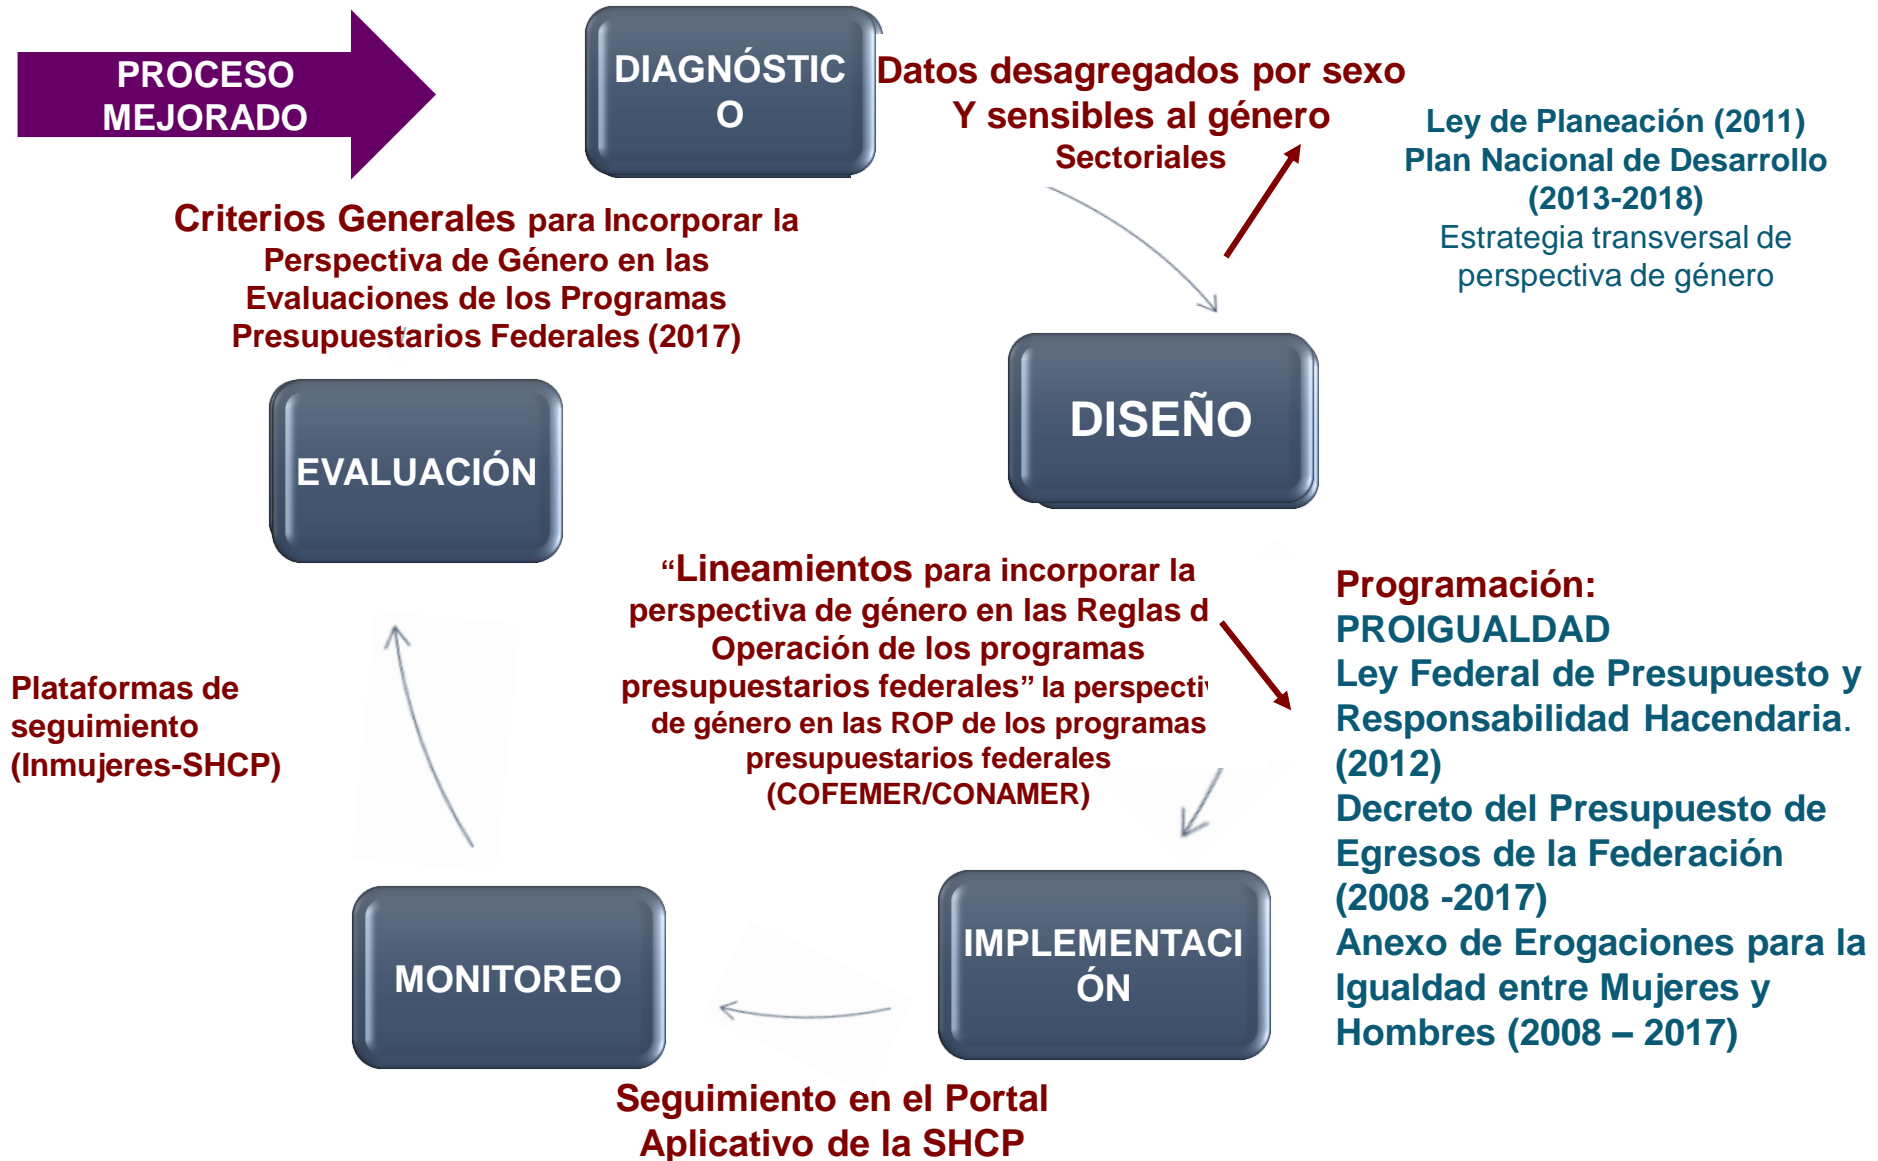 PROCESO
MEJORADO
DIAGNÓSTIC
O
Datos desagregados por sexo
Y sensibles al género
Sectoriales
Ley de Planeación (2011)
Plan Nacional de Desarrollo
(2013-2018)
Estrategia transversal de
perspectiva de género
Criterios Generales para Incorporar la
Perspectiva de Género en las
Evaluaciones de los Programas
Presupuestarios Federales (2017)
DISEÑO
EVALUACIÓN
“Lineamientos para incorporar la
perspectiva de género en las Reglas d
Operación de los programas
presupuestarios federales” la perspecti
de género en las ROP de los programas
presupuestarios federales
(COFEMER/CONAMER)
Programación:
PROIGUALDAD
Ley Federal de Presupuesto y
Responsabilidad Hacendaria.
(2012)
Decreto del Presupuesto de
Egresos de la Federación
(2008 -2017)
Anexo de Erogaciones para la
Igualdad entre Mujeres y
Hombres (2008 – 2017)
Plataformas de
seguimiento
(Inmujeres-SHCP)
MONITOREO
IMPLEMENTACI
ÓN
Seguimiento en el Portal
Aplicativo de la SHCP